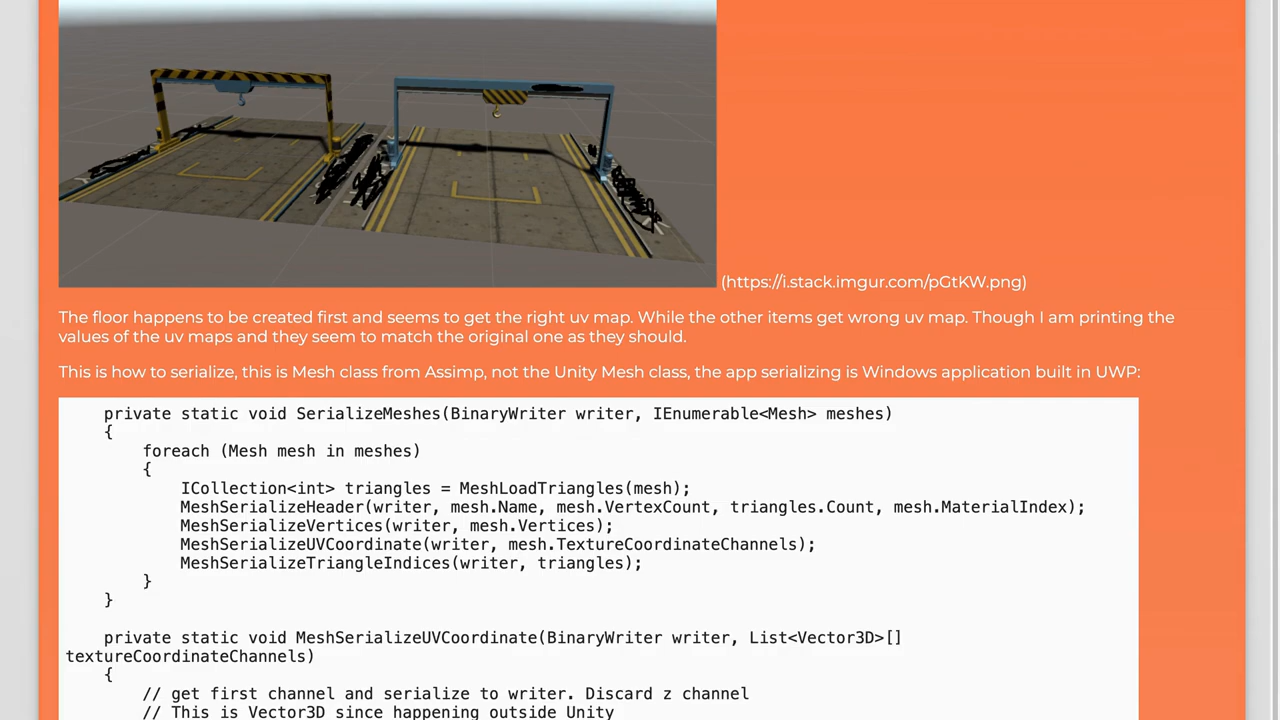 (https://i.stack.imgur.com/pGtKW.png)
The floor happens to be created first and seems to get the right uv map. While the other items get wrong uv map. Though I am printing the
values of the uv maps and they seem to match the original one as they should.
This is how to serialize, this is Mesh class from Assimp, not the Unity Mesh class, the app serializing is Windows application built in UWP:
private static void SerializeMeshes(BinaryWriter writer, IEnumerable<Mesh> meshes)
{
foreach (Mesh mesh in meshes)
{
ICollection<int> triangles = MeshLoadTriangles(mesh);
MeshSerializeHeader(writer, mesh.Name, mesh.VertexCount, triangles.Count, mesh.MaterialIndex);
MeshSerializeVertices(writer, mesh.Vertices);
MeshSerializeUVCoordinate(writer, mesh.TextureCoordinateChannels);
MeshSerializeTriangleIndices(writer, triangles);
}
}
private static void MeshSerializeUVCoordinate(BinaryWriter writer, List<Vector3D>[]
textureCoordinateChannels)
{
// get first channel and serialize to writer. Discard z channel
// This is Vector3D since happening outside Unity